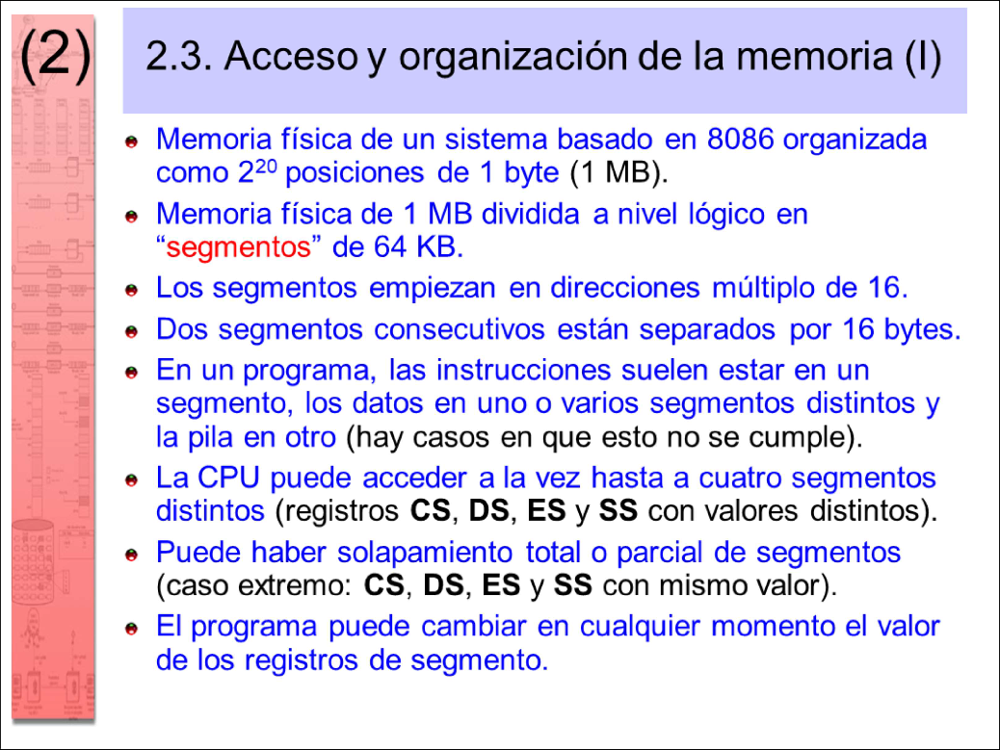 (2)
2.3. Acceso y organización de la memoria (I)
Memoria física de un sistema basado en 8086 organizada
como 2²⁰ posiciones de 1 byte (1 MB).
Memoria física de 1 MB dividida a nivel lógico en
“segmentos” de 64 KB.
Los segmentos empiezan en direcciones múltiplo de 16.
Dos segmentos consecutivos están separados por 16 bytes.
En un programa, las instrucciones suelen estar en un
segmento, los datos en uno o varios segmentos distintos y
la pila en otro (hay casos en que esto no se cumple).
La CPU puede acceder a la vez hasta a cuatro segmentos
distintos (registros CS, DS, ES y SS con valores distintos).
Puede haber solapamiento total o parcial de segmentos
(caso extremo: CS, DS, ES y SS con mismo valor).
El programa puede cambiar en cualquier momento el valor
de los registros de segmento.